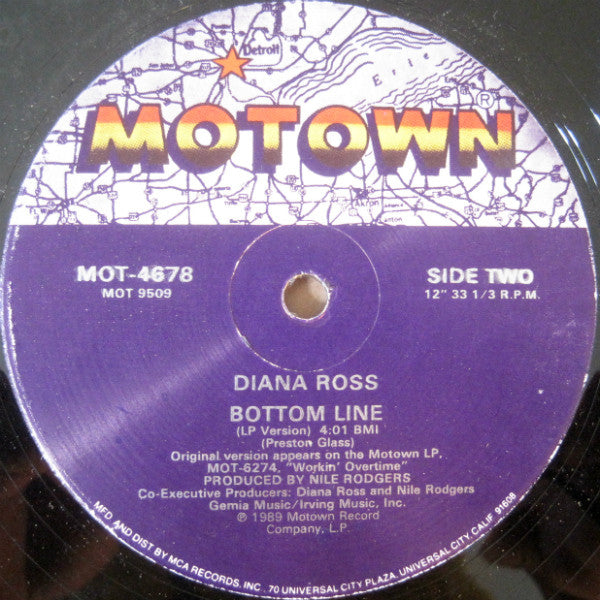 Detroit
Erie
MOTOWN®
Akron
Canton
MOT-4678
MOT 9509
SIDE TWO
12" 33 1/3 R.P.M.
DIANA ROSS
BOTTOM LINE
(LP Version) 4:01 BMI
(Preston Glass)
Original version appears on the Motown LP,
MOT-6274, "Workin' Overtime"
PRODUCED BY NILE RODGERS
Co-Executive Producers: Diana Ross and Nile Rodgers
Gemia Music/Irving Music, Inc.
℗ 1989 Motown Record
Company, L.P.
MFD. AND DIST BY MCA RECORDS, INC., 70 UNIVERSAL CITY PLAZA, UNIVERSAL CITY, CALIF. 91608